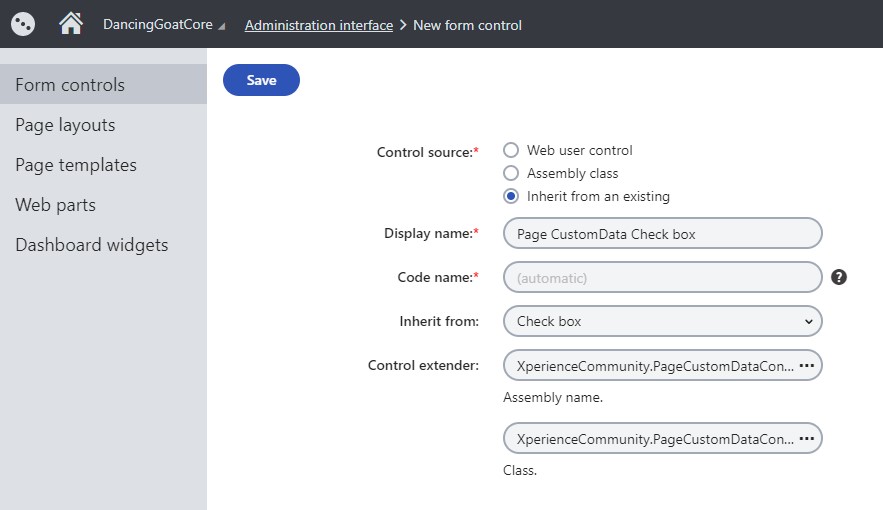 DancingGoatCore Administration interface > New form control
Form controls
Page layouts
Page templates
Web parts
Dashboard widgets
Save
Control source:*
Web user control
Assembly class
Inherit from an existing
Display name:* Page CustomData Check box
Code name:* (automatic) ?
Inherit from: Check box
Control extender: XperienceCommunity.PageCustomDataCon... •••
Assembly name.
XperienceCommunity.PageCustomDataCon... •••
Class.